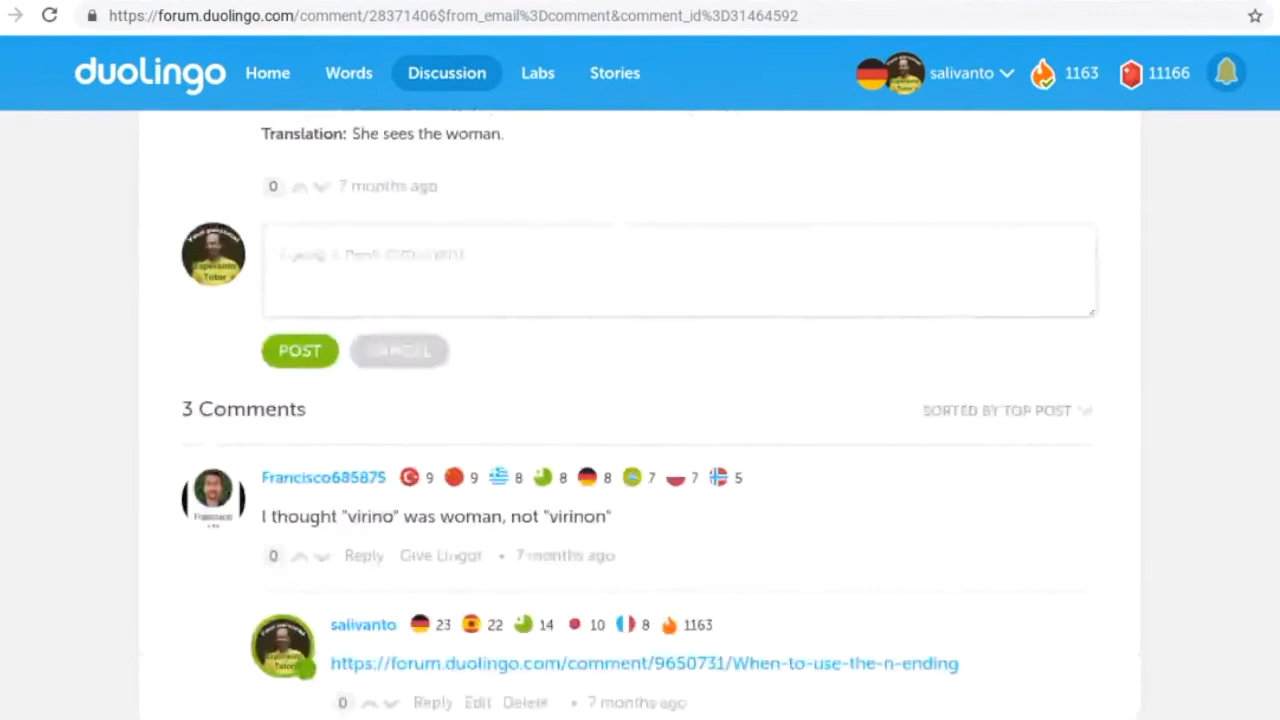 https://forum.duolingo.com/comment/28371406$from_email%3Dcomment&comment_id%3D31464592
duolingo Home Words Discussion Labs Stories salivanto 1163 11166
Translation: She sees the woman.
0 7 months ago
POST CANCEL
3 Comments SORTED BY TOP POST
Francisco685875 9 9 8 8 8 7 7 5
I thought "virino" was woman, not "virinon"
0 Reply Give Lingot • 7 months ago
salivanto 23 22 14 10 8 1163
https://forum.duolingo.com/comment/9650731/When-to-use-the-n-ending
0 Reply Edit Delete • 7 months ago